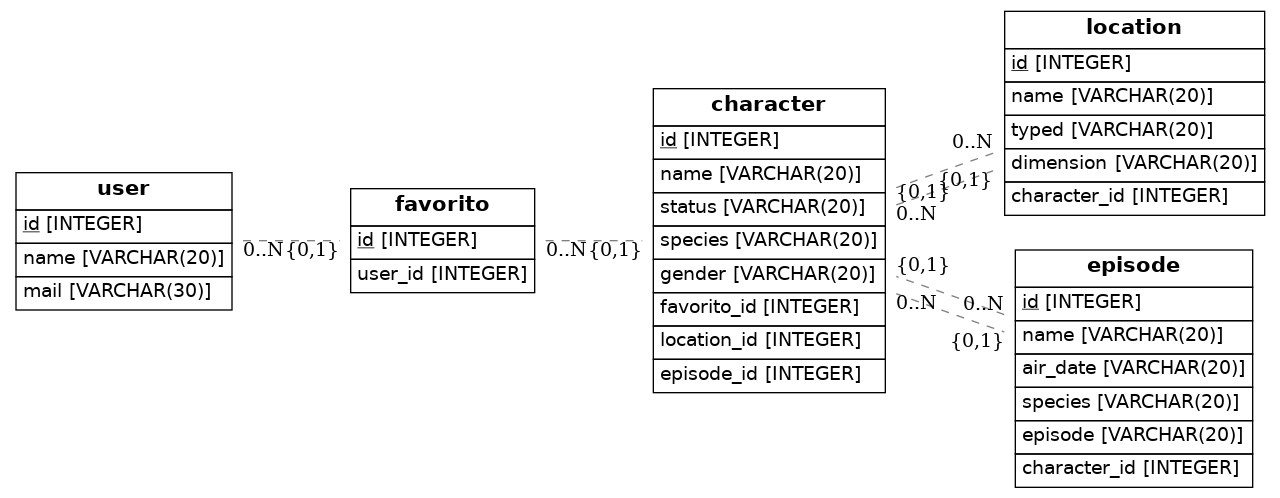 user
id [INTEGER]
name [VARCHAR(20)]
mail [VARCHAR(30)]
0..N
{0,1}
favorito
id [INTEGER]
user_id [INTEGER]
0..N
{0,1}
character
id [INTEGER]
name [VARCHAR(20)]
status [VARCHAR(20)]
species [VARCHAR(20)]
gender [VARCHAR(20)]
favorito_id [INTEGER]
location_id [INTEGER]
episode_id [INTEGER]
0..N
{0,1}
{0,1}
0..N
{0,1}
0..N
0..N
{0,1}
location
id [INTEGER]
name [VARCHAR(20)]
typed [VARCHAR(20)]
dimension [VARCHAR(20)]
character_id [INTEGER]
episode
id [INTEGER]
name [VARCHAR(20)]
air_date [VARCHAR(20)]
species [VARCHAR(20)]
episode [VARCHAR(20)]
character_id [INTEGER]